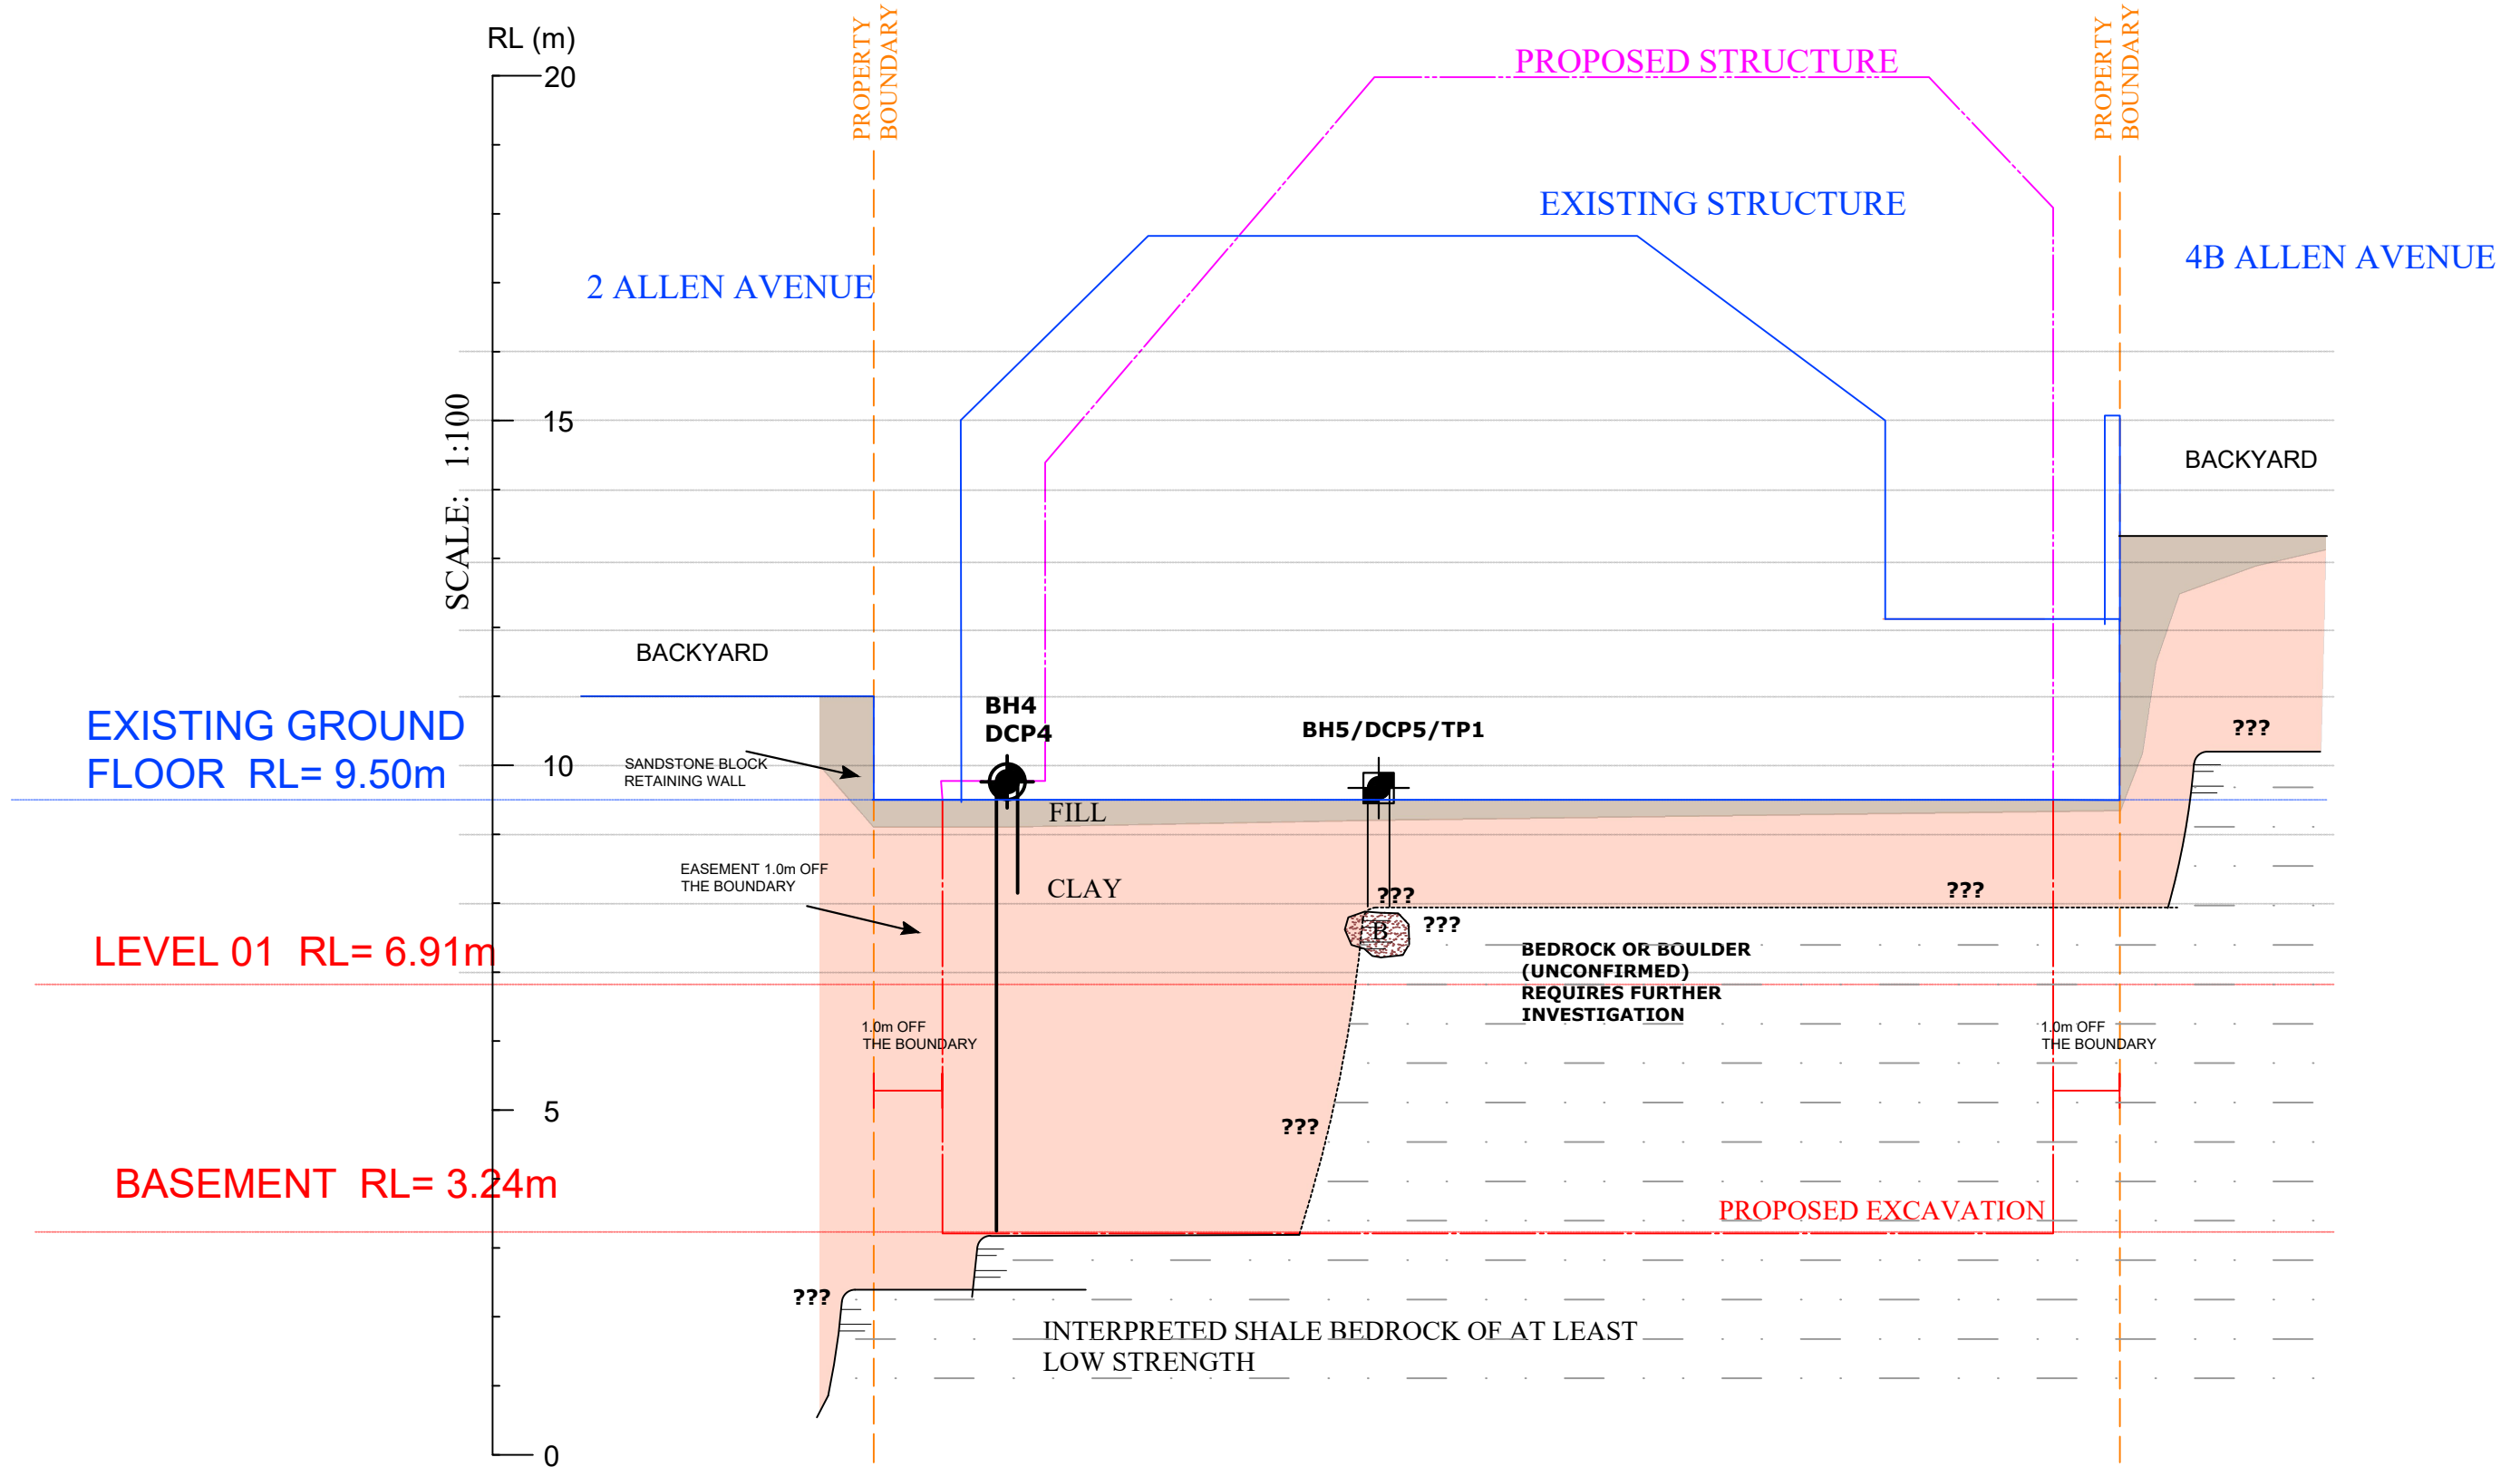 RL (m)
20
15
10
5
0
SCALE: 1:100
PROPERTY
BOUNDARY
PROPERTY
BOUNDARY
PROPOSED STRUCTURE
EXISTING STRUCTURE
2 ALLEN AVENUE
4B ALLEN AVENUE
BACKYARD
BACKYARD
EXISTING GROUND
FLOOR RL= 9.50m
SANDSTONE BLOCK
RETAINING WALL
BH4
DCP4
BH5/DCP5/TP1
???
FILL
EASEMENT 1.0m OFF
THE BOUNDARY
CLAY
???
???
???
B
LEVEL 01 RL= 6.91m
BEDROCK OR BOULDER
(UNCONFIRMED)
REQUIRES FURTHER
INVESTIGATION
1.0m OFF
THE BOUNDARY
1.0m OFF
THE BOUNDARY
???
BASEMENT RL= 3.24m
PROPOSED EXCAVATION
???
INTERPRETED SHALE BEDROCK OF AT LEAST
LOW STRENGTH